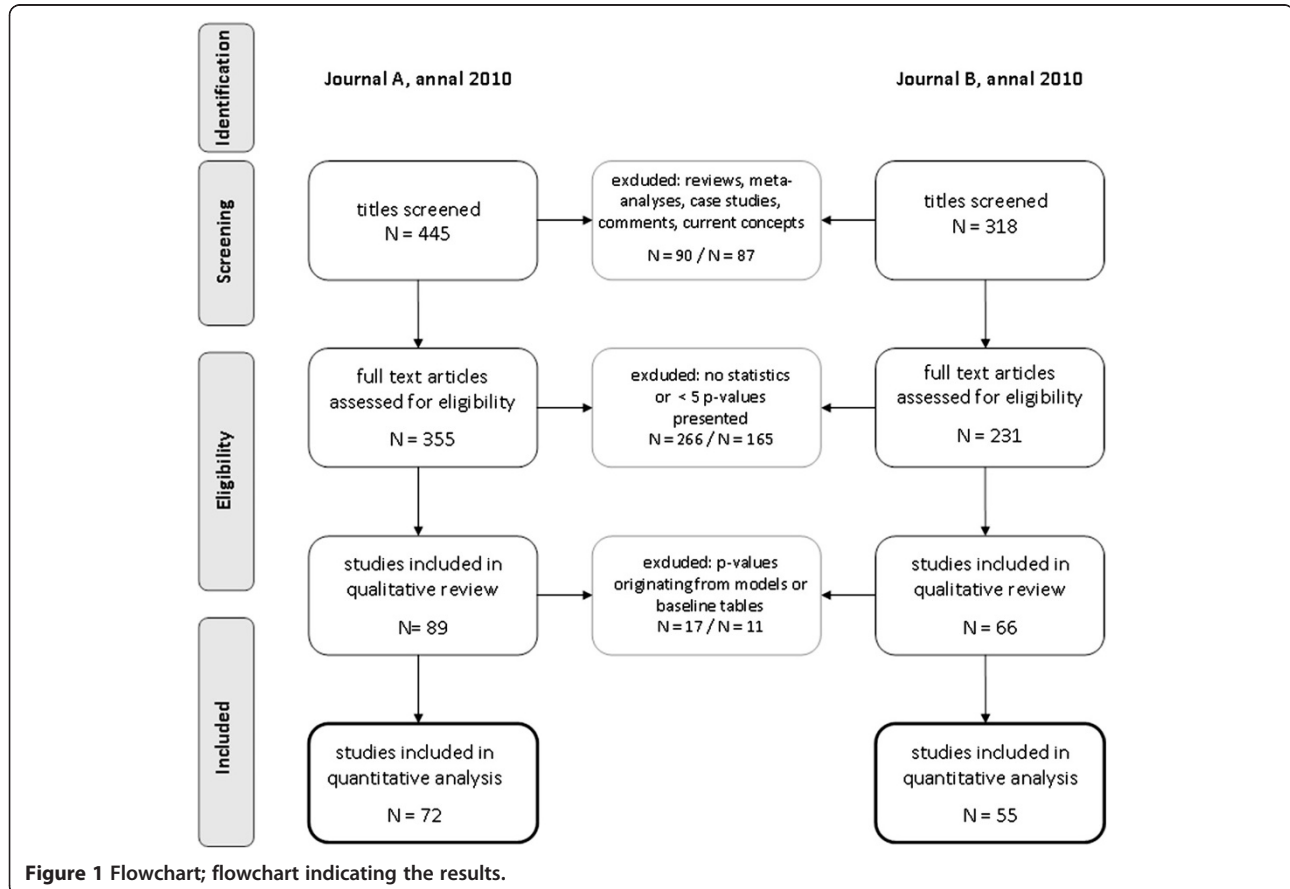 Identification
Journal A, annal 2010
Journal B, annal 2010
Screening
titles screened
N = 445
exduded: reviews, meta-
analyses, case studies,
comments, current concepts
N = 90 / N = 87
titles screened
N = 318
Eligibility
full text articles
assessed for eligibility
N = 355
exduded: no statistics
or < 5 p-values
presented
N = 266 / N = 165
full text articles
assessed for eligibility
N = 231
studies included in
qualitative review
N= 89
exduded: p-values
originating from models or
baseline tables
N = 17 / N = 11
studies included in
qualitative review
N = 66
Included
studies included in
quantitative analysis
N = 72
studies included in
quantitative analysis
N = 55
Figure 1 Flowchart; flowchart indicating the results.